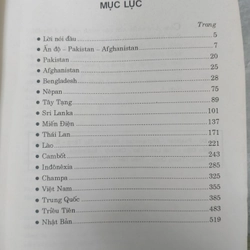 MỤC LỤC
Trang
• Lời nói đầu 5
• Ấn độ – Pakistan – Afghanistan 7
• Pakistan 20
• Afghanistan 25
• Bengladesh 28
• Nêpan 75
• Tây Tạng 89
• Sri Lanka 101
• Miến Điện 137
• Thái Lan 171
• Lào 221
• Cambốt 243
• Inđônêxia 285
• Champa 325
• Việt Nam 355
• Trung Quốc 385
• Triều Tiên 483
• Nhật Bản 519